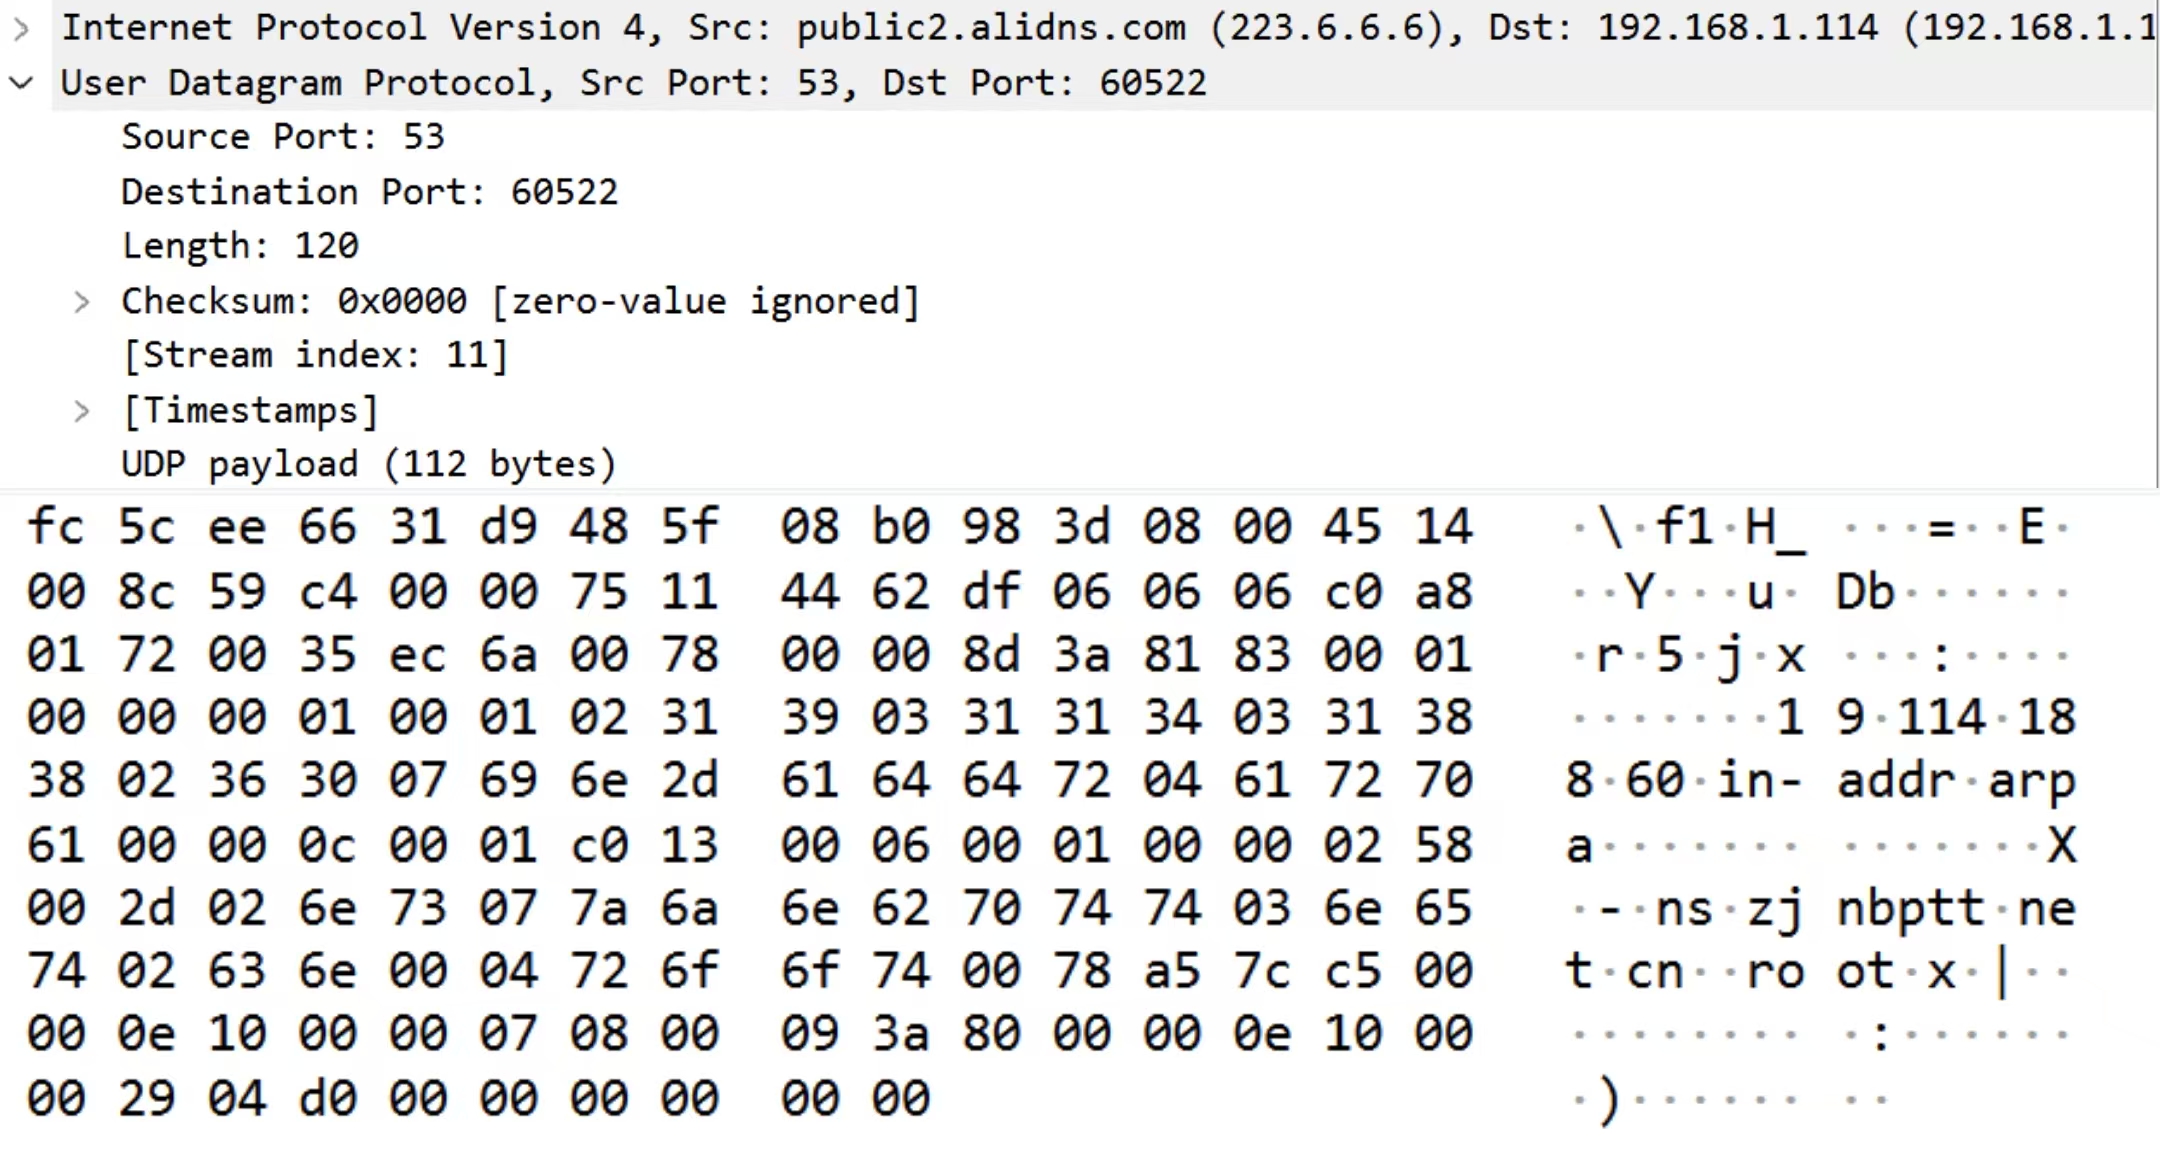 Internet Protocol Version 4, Src: public2.alidns.com (223.6.6.6), Dst: 192.168.1.114 (192.168.1.1
User Datagram Protocol, Src Port: 53, Dst Port: 60522
Source Port: 53
Destination Port: 60522
Length: 120
Checksum: 0x0000 [zero-value ignored]
[Stream index: 11]
[Timestamps]
UDP payload (112 bytes)
fc 5c ee 66 31 d9 48 5f 08 b0 98 3d 08 00 45 14 ·\·f1·H_ ···=··E·
00 8c 59 c4 00 00 75 11 44 62 df 06 06 06 c0 a8 ··Y···u· Db······
01 72 00 35 ec 6a 00 78 00 00 8d 3a 81 83 00 01 ·r·5·j·x ···:····
00 00 00 01 00 01 02 31 39 03 31 31 34 03 31 38 ·······1 9·114·18
38 02 36 30 07 69 6e 2d 61 64 64 72 04 61 72 70 8·60·in- addr·arp
61 00 00 0c 00 01 c0 13 00 06 00 01 00 00 02 58 a······· ·······X
00 2d 02 6e 73 07 7a 6a 6e 62 70 74 74 03 6e 65 ·-·ns·zj nbptt·ne
74 02 63 6e 00 04 72 6f 6f 74 00 78 a5 7c c5 00 t·cn··ro ot·x·|··
00 0e 10 00 00 07 08 00 09 3a 80 00 00 0e 10 00 ········ ·:······
00 29 04 d0 00 00 00 00 00 00 ·)······ ··